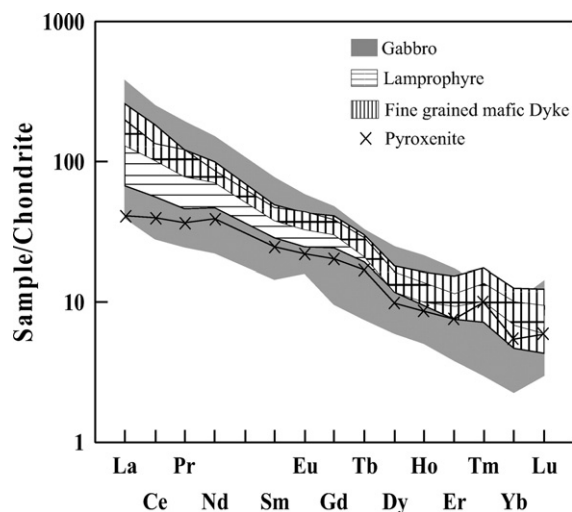 1000
100
10
1
Sample/Chondrite
Gabbro
Lamprophyre
Fine grained mafic Dyke
Pyroxenite
La Pr Eu Tb Ho Tm Lu
Ce Nd Sm Gd Dy Er Yb